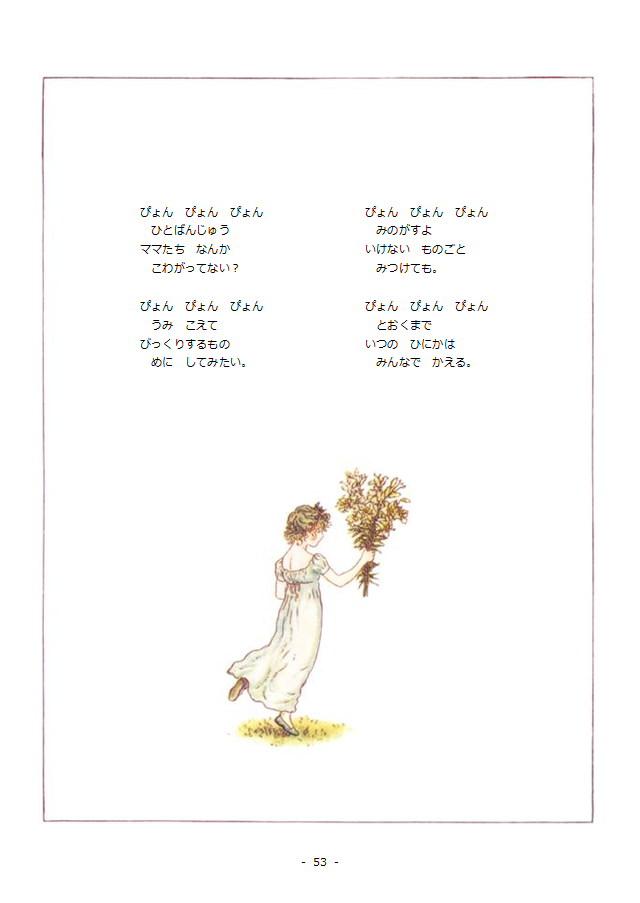 ぴょん　ぴょん　ぴょん
　ひとばんじゅう
ママたち　なんか
　こわがってない？

ぴょん　ぴょん　ぴょん
　うみ　こえて
びっくりするもの
　めに　してみたい。

ぴょん　ぴょん　ぴょん
　みのがすよ
いけない　ものごと
　みつけても。

ぴょん　ぴょん　ぴょん
　とおくまで
いつの　ひにかは
　みんなで　かえる。

- 53 -